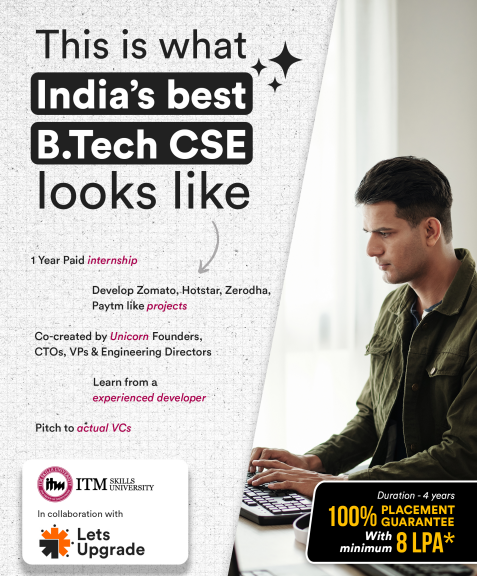 This is what
India's best
B.Tech CSE
looks like
1 Year Paid internship
Develop Zomato, Hotstar, Zerodha,
Paytm like projects
Co-created by Unicorn Founders,
CTOs, VPs & Engineering Directors
Learn from a
experienced developer
Pitch to actual VCs
itm
ITM SKILLS
UNIVERSITY
In collaboration with
Lets
Upgrade
Duration - 4 years
100% PLACEMENT
GUARANTEE
With
minimum 8 LPA*